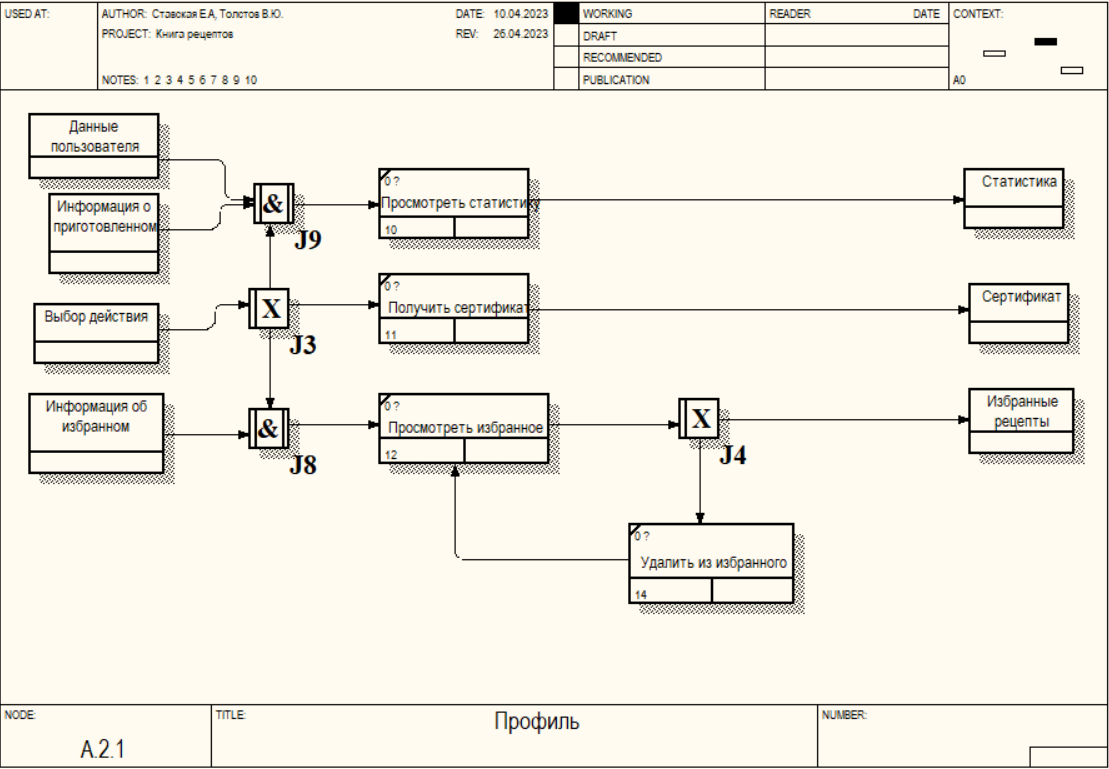 USED AT:
AUTHOR: Ставская Е.А, Толстов В.Ю.
DATE: 10.04.2023
PROJECT: Книга рецептов
REV: 26.04.2023
NOTES: 1 2 3 4 5 6 7 8 9 10
WORKING
DRAFT
RECOMMENDED
PUBLICATION
READER
DATE
CONTEXT:
A0
Данные
пользователя
Информация о
приготовленном
Выбор действия
Информация об
избранном
&
J9
X
J3
&
J8
0 ?
Просмотреть статистику
10
0 ?
Получить сертификат
11
0 ?
Просмотреть избранное
12
X
J4
0 ?
Удалить из избранного
14
Статистика
Сертификат
Избранные
рецепты
NODE:
A.2.1
TITLE:
Профиль
NUMBER: